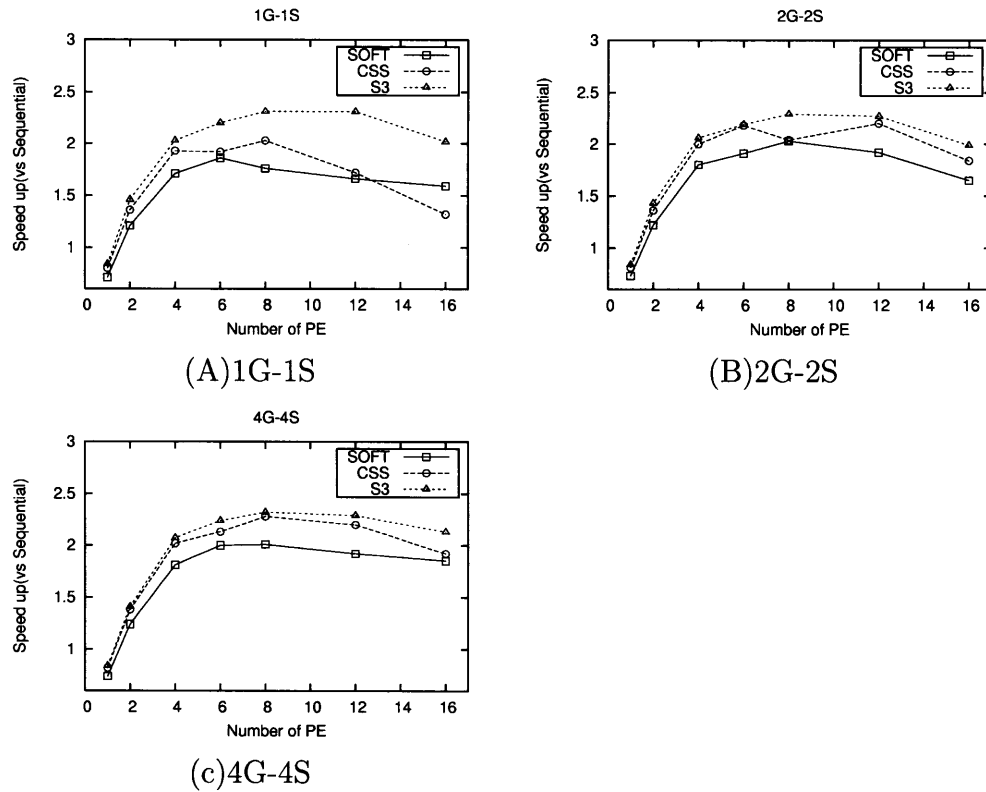 1G-1S
3
2.5
2
1.5
1
Speed up(vs Sequential)
SOFT
CSS
S3
0 2 4 6 8 10 12 14 16
Number of PE
(A)1G-1S
2G-2S
3
2.5
2
1.5
1
Speed up(vs Sequential)
SOFT
CSS
S3
0 2 4 6 8 10 12 14 16
Number of PE
(B)2G-2S
4G-4S
3
2.5
2
1.5
1
Speed up(vs Sequential)
SOFT
CSS
S3
0 2 4 6 8 10 12 14 16
Number of PE
(c)4G-4S